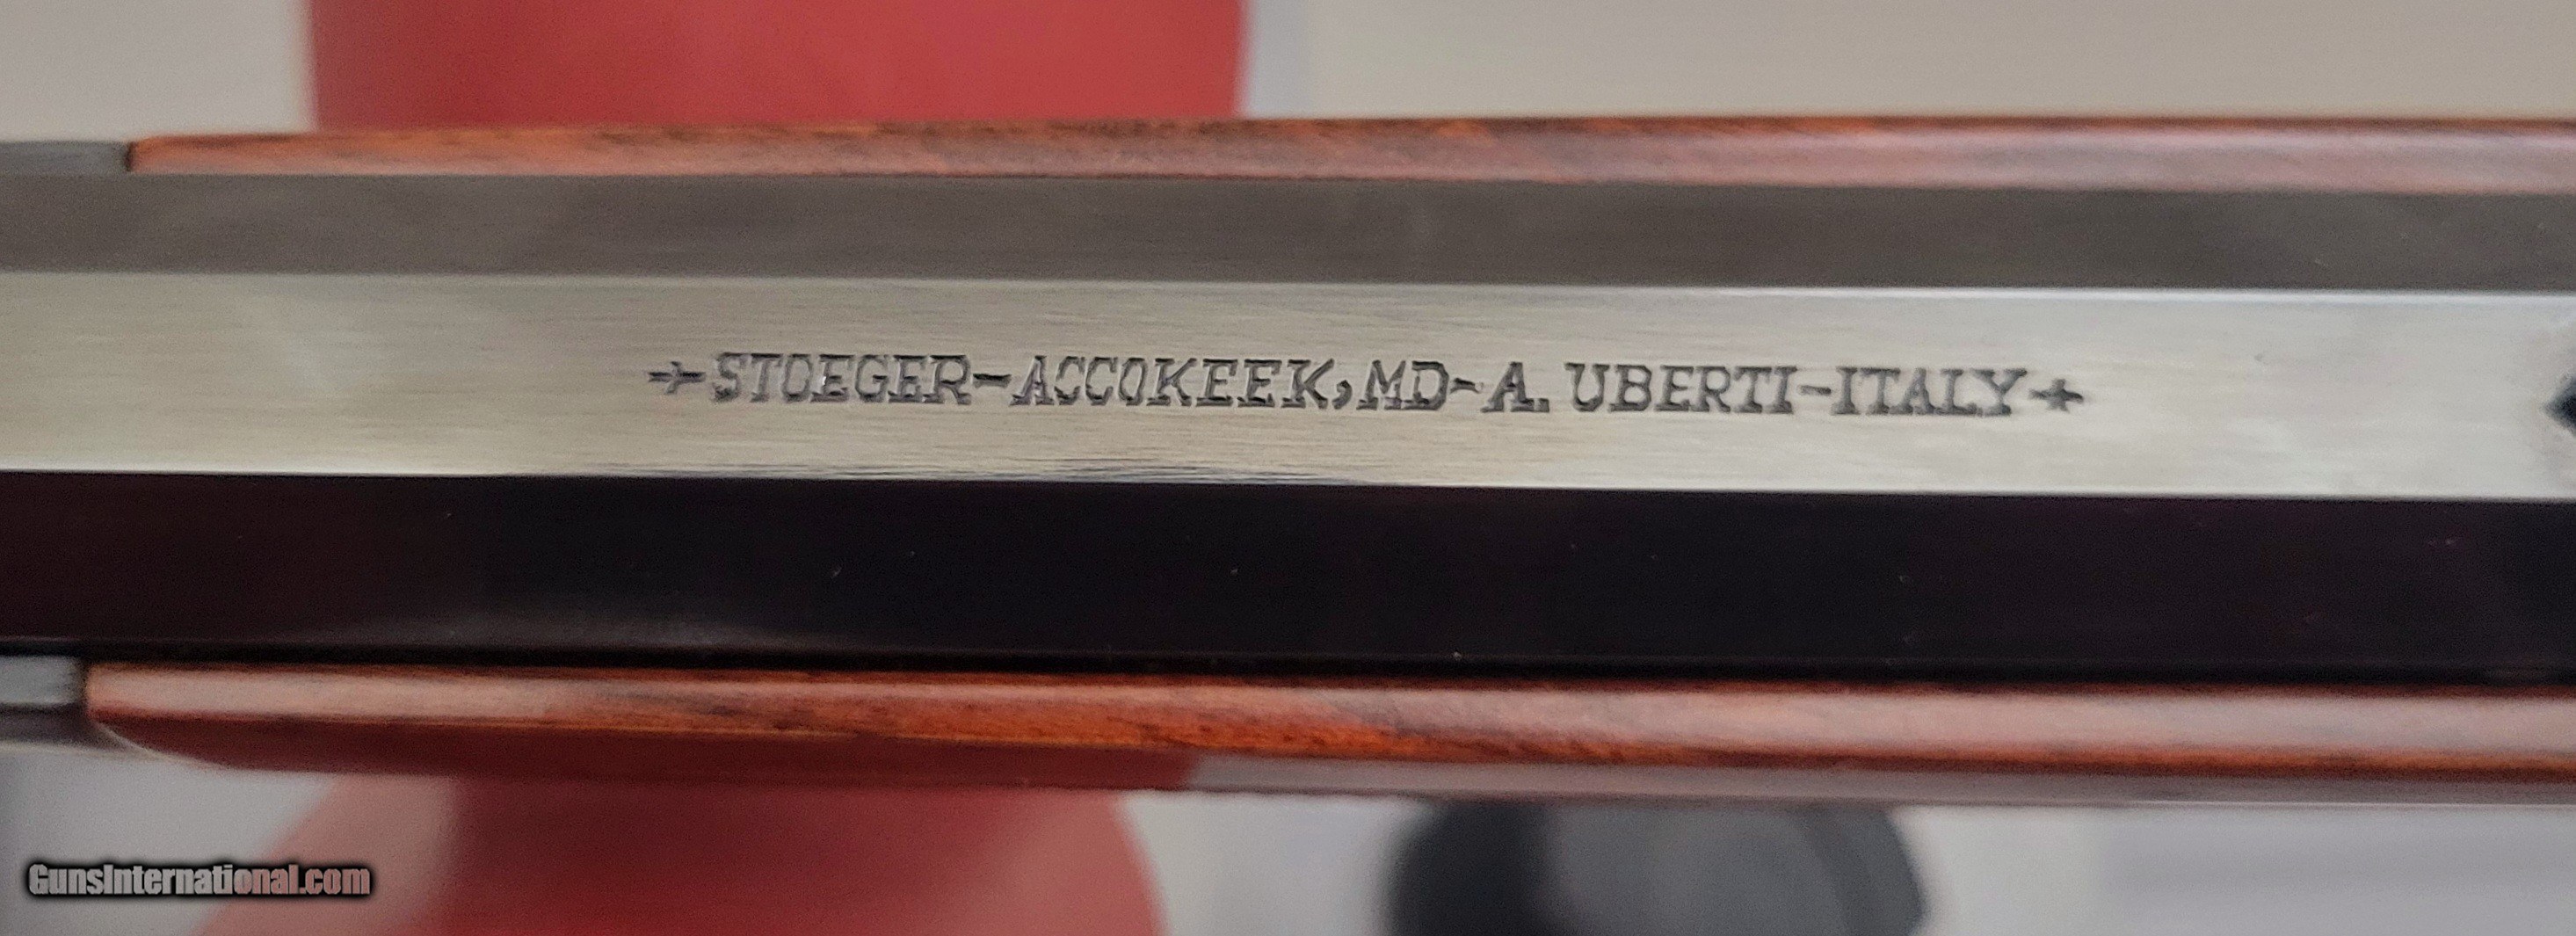 STOEGER-ACCOKEEK,MD-A. UBERTI-ITALY
GunsInternational.com